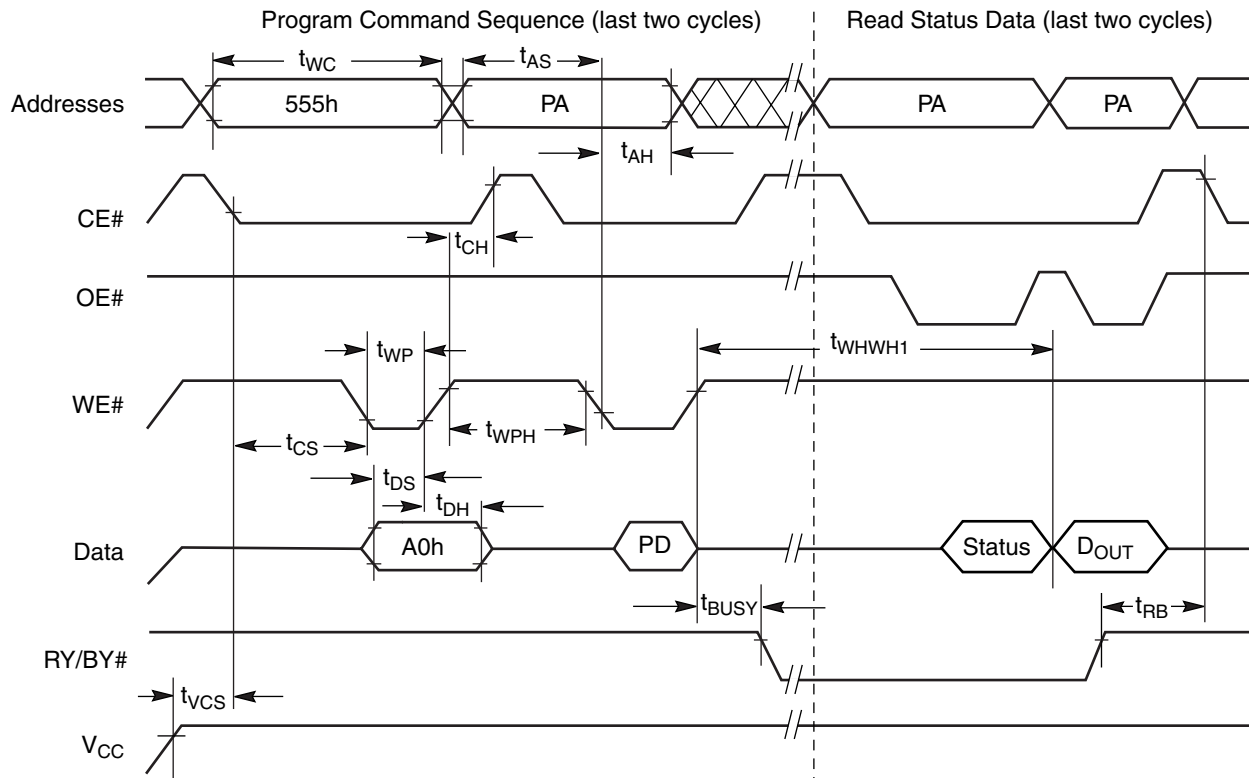 Program Command Sequence (last two cycles)
Read Status Data (last two cycles)
tWC
tAS
Addresses
555h
PA
PA
PA
tAH
CE#
tCH
OE#
tWP
tWHWH1
WE#
tCS
tWPH
tDS
tDH
Data
A0h
PD
Status
DOUT
tBUSY
tRB
RY/BY#
tVCS
VCC